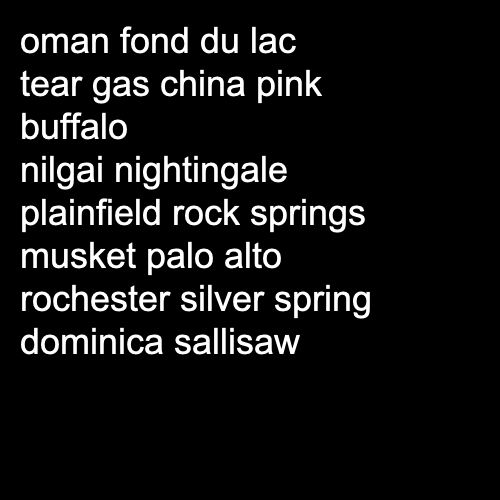 oman fond du lac
tear gas china pink
buffalo
nilgai nightingale
plainfield rock springs
musket palo alto
rochester silver spring
dominica sallisaw